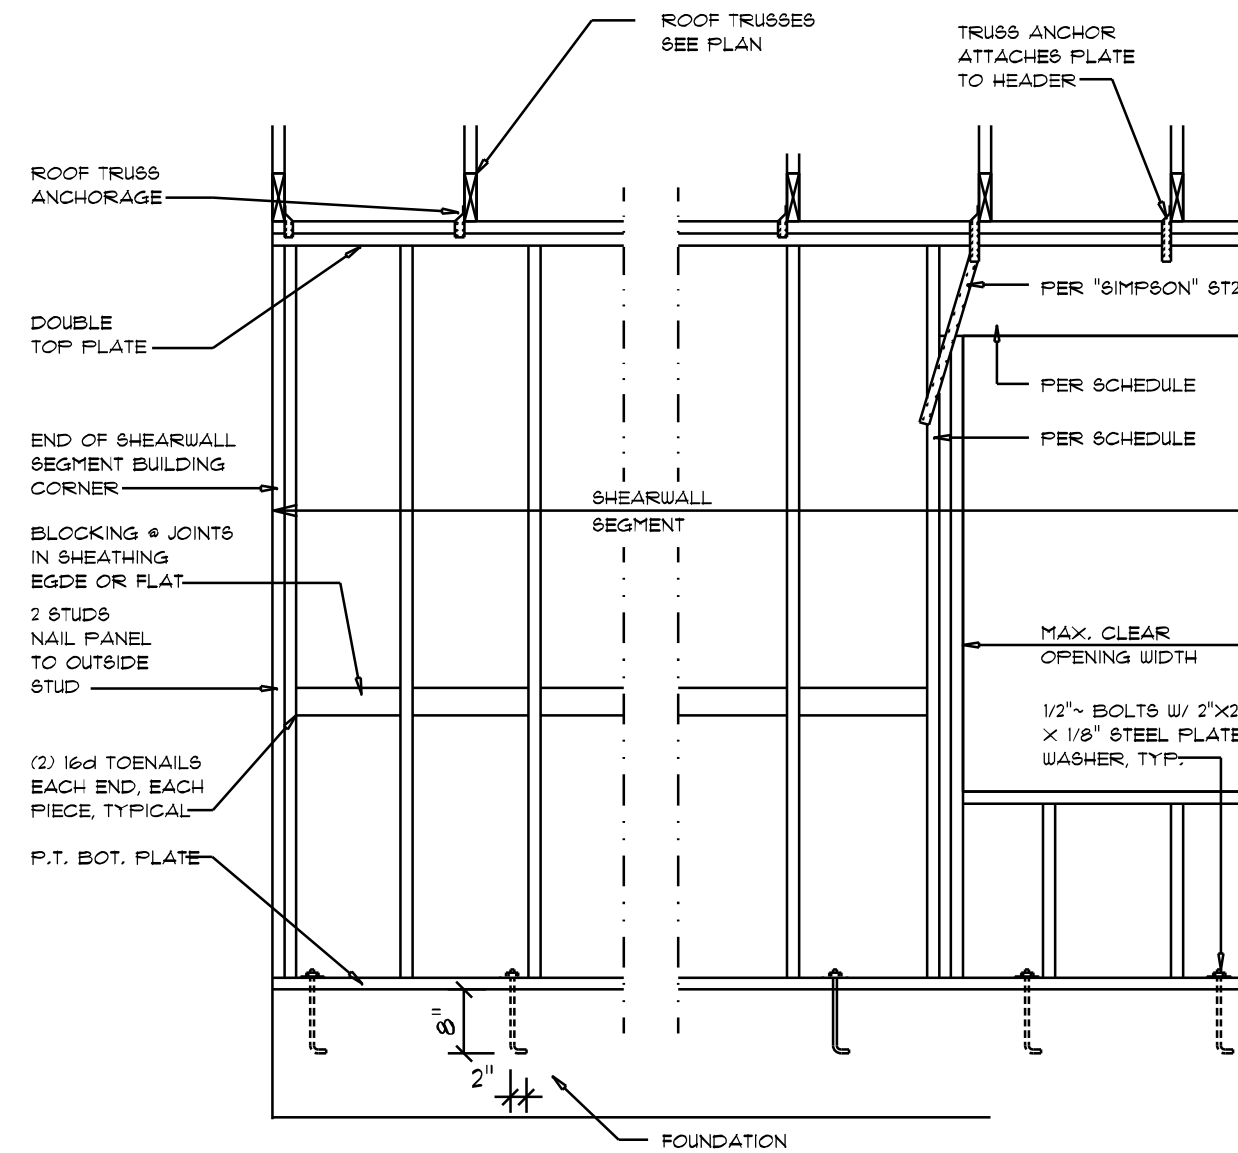 ROOF TRUSSES
SEE PLAN
TRUSS ANCHOR
ATTACHES PLATE
TO HEADER
ROOF TRUSS
ANCHORAGE
PER "SIMPSON" ST2
DOUBLE
TOP PLATE
PER SCHEDULE
PER SCHEDULE
END OF SHEARWALL
SEGMENT BUILDING
CORNER
SHEARWALL
SEGMENT
BLOCKING @ JOINTS
IN SHEATHING
EGDE OR FLAT
2 STUDS
NAIL PANEL
TO OUTSIDE
STUD
MAX. CLEAR
OPENING WIDTH
1/2"~ BOLTS W/ 2"X2
X 1/8" STEEL PLATE
WASHER, TYP.
(2) 16d TOENAILS
EACH END, EACH
PIECE, TYPICAL
P.T. BOT. PLATE
8"
2"
FOUNDATION